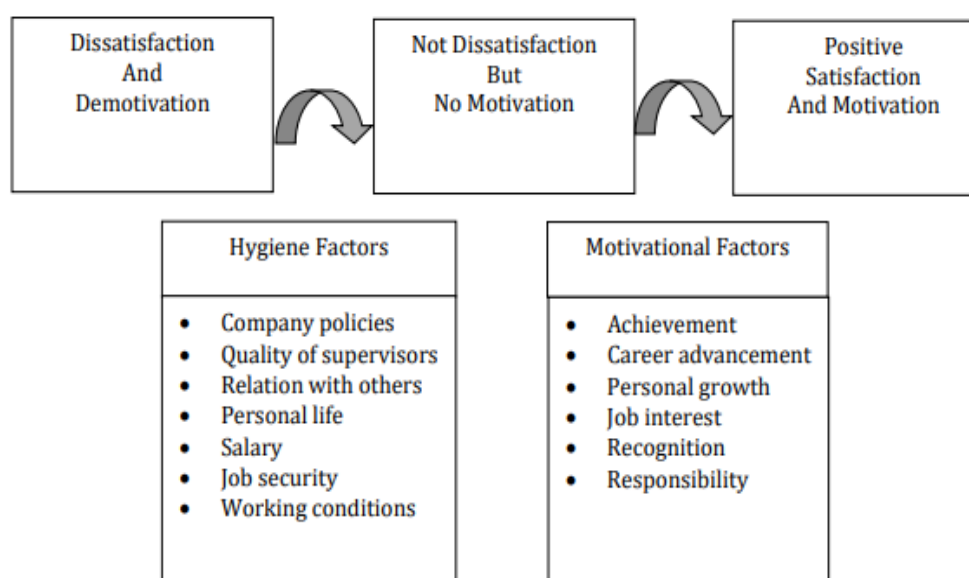 Dissatisfaction
And
Demotivation
Not Dissatisfaction
But
No Motivation
Positive
Satisfaction
And Motivation
Hygiene Factors
• Company policies
• Quality of supervisors
• Relation with others
• Personal life
• Salary
• Job security
• Working conditions
Motivational Factors
• Achievement
• Career advancement
• Personal growth
• Job interest
• Recognition
• Responsibility